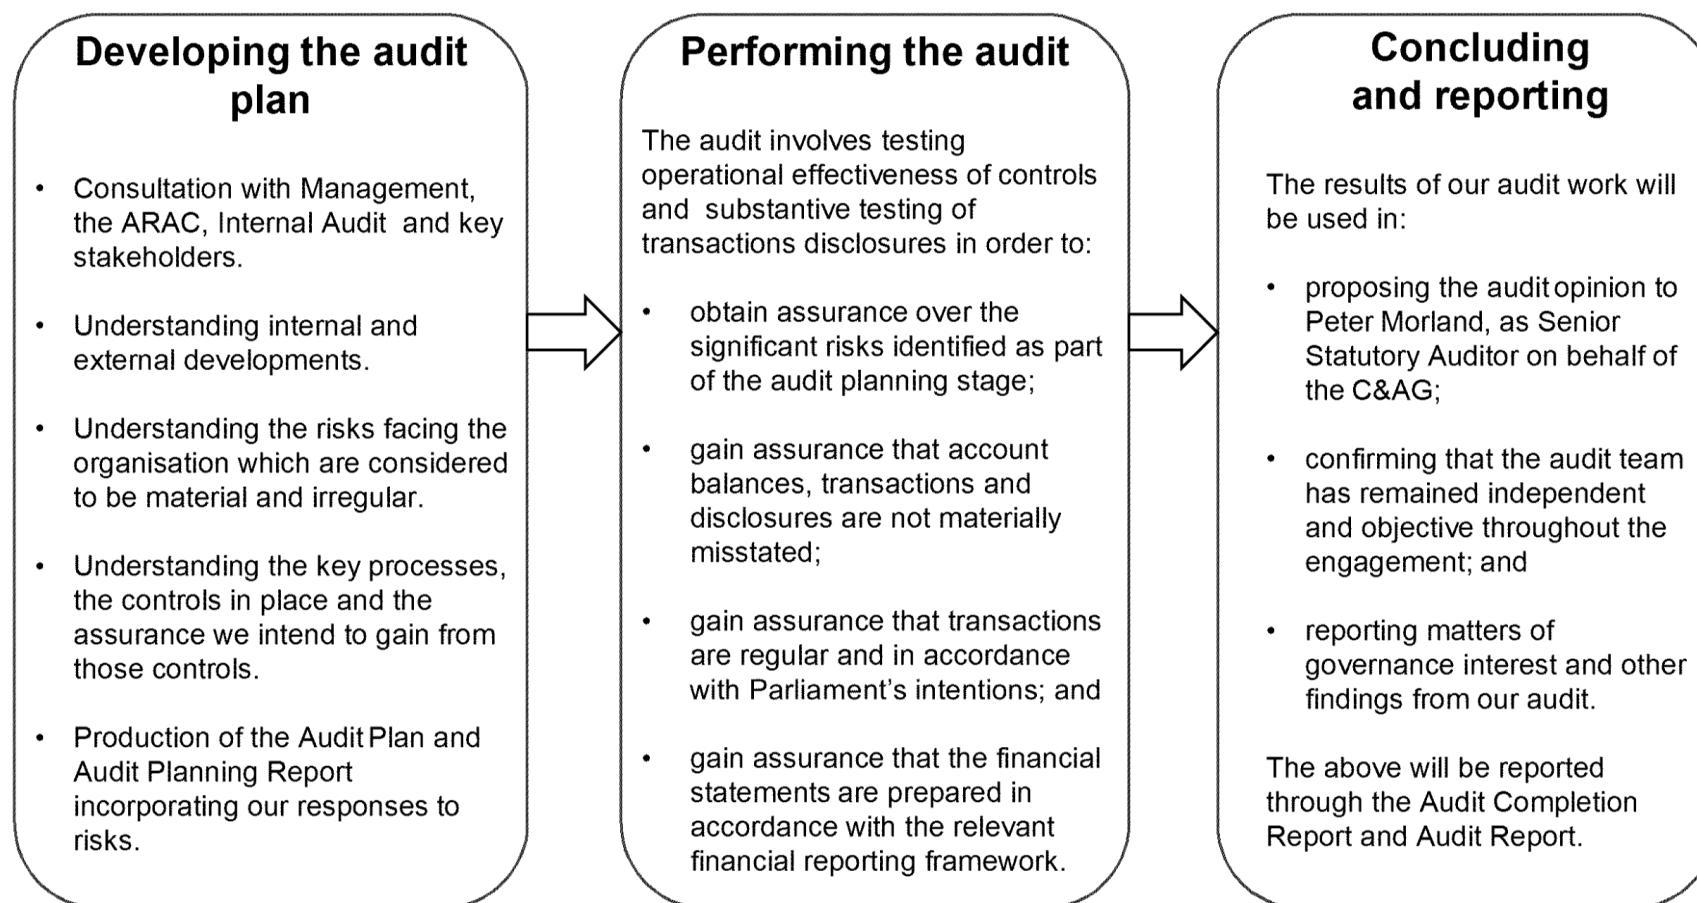 Developing the audit
plan
• Consultation with Management,
the ARAC, Internal Audit and key
stakeholders.
• Understanding internal and
external developments.
• Understanding the risks facing the
organisation which are considered
to be material and irregular.
• Understanding the key processes,
the controls in place and the
assurance we intend to gain from
those controls.
• Production of the Audit Plan and
Audit Planning Report
incorporating our responses to
risks.
Performing the audit
The audit involves testing
operational effectiveness of controls
and substantive testing of
transactions disclosures in order to:
• obtain assurance over the
significant risks identified as part
of the audit planning stage;
• gain assurance that account
balances, transactions and
disclosures are not materially
misstated;
• gain assurance that transactions
are regular and in accordance
with Parliament's intentions; and
• gain assurance that the financial
statements are prepared in
accordance with the relevant
financial reporting framework.
Concluding
and reporting
The results of our audit work will
be used in:
• proposing the audit opinion to
Peter Morland, as Senior
Statutory Auditor on behalf of
the C&AG;
• confirming that the audit team
has remained independent
and objective throughout the
engagement; and
• reporting matters of
governance interest and other
findings from our audit.
The above will be reported
through the Audit Completion
Report and Audit Report.